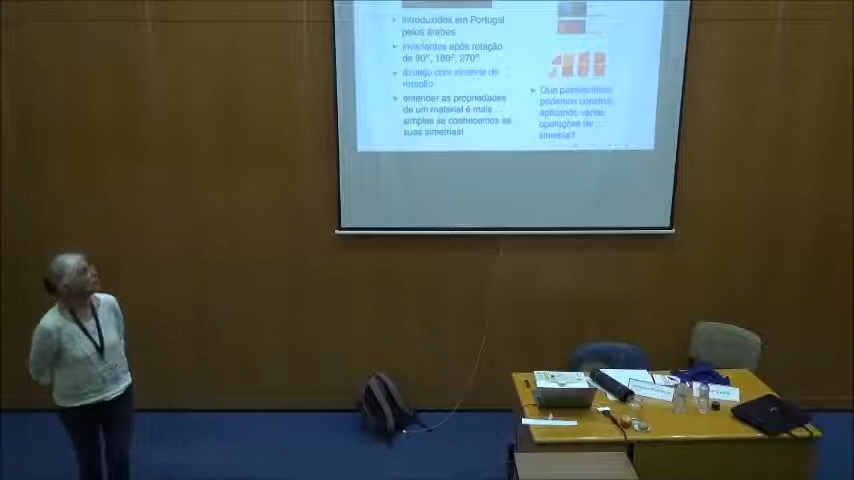 introduzidos em Portugal
pelos árabes
invariantes após rotação
de 90º, 180º, 270º
azulejo com simetria de
rotação
entender as propriedades
de um material é mais
simples se conhecemos as
suas simetrias!
Que
podemos construir
aplicando várias
operações de
simetria?